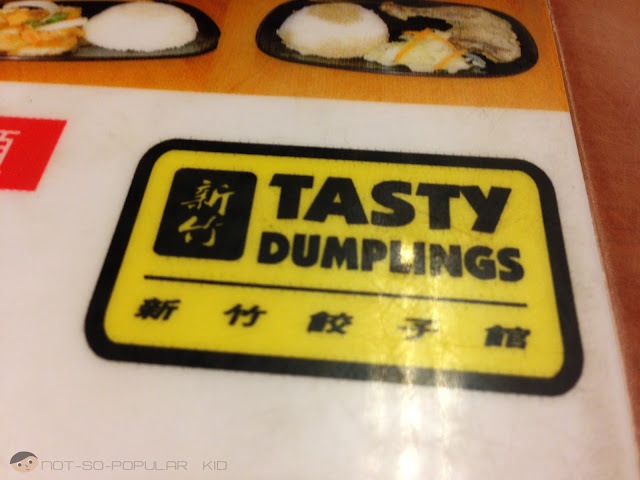 新竹
TASTY
DUMPLINGS
新竹餃子館
NOT-SO-POPULAR KID